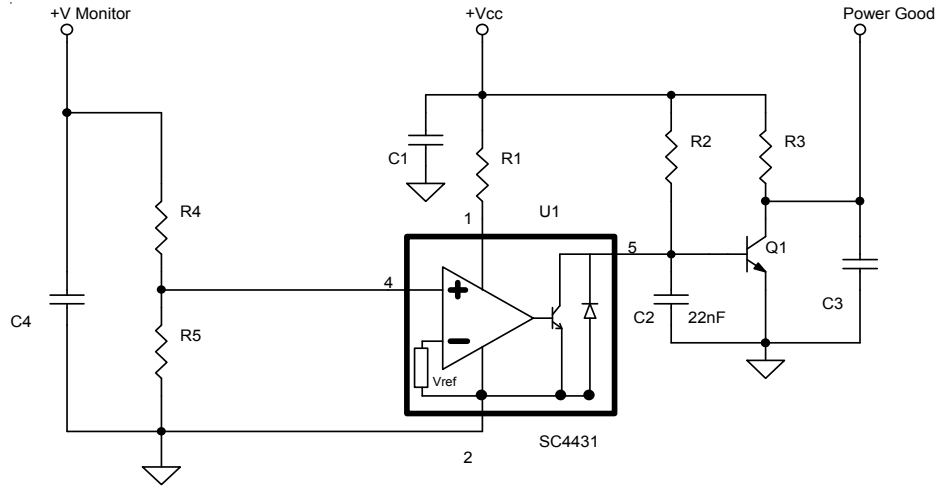 +V Monitor
+Vcc
Power Good
C1
R1
R2
R3
R4
1
U1
5
Q1
4
+
C4
R5
C2
22nF
C3
Vref
SC4431
2